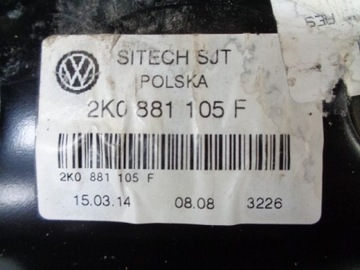 SITECH SJT
POLSKA
2K0 881 105 F
2K0 881 105 F
15.03.14 08.08 3226